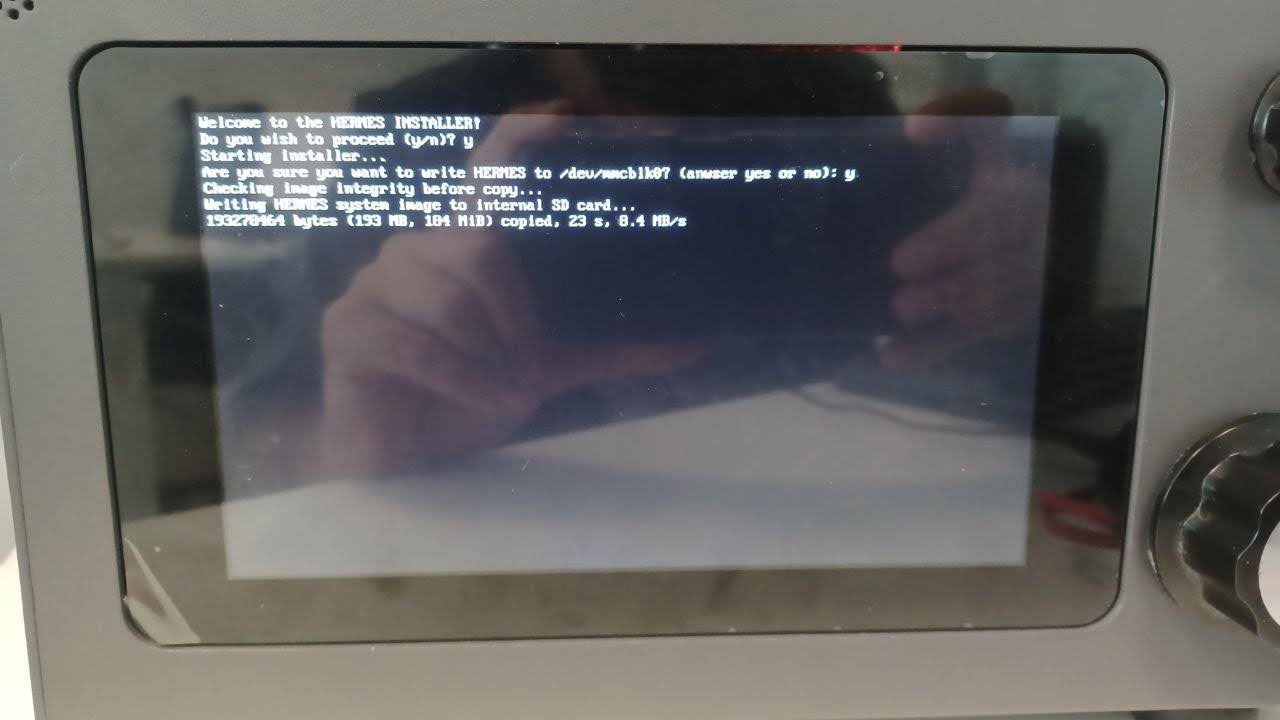 Welcome to the HERMES INSTALLER!
Do you wish to proceed (y/n)? y
Starting installer...
Are you sure you want to write HERMES to /dev/mmcblk0? (anwser yes or no): y
Checking image integrity before copy...
Writing HERMES system image to internal SD card...
193278464 bytes (193 MB, 184 MiB) copied, 23 s, 8.4 MB/s